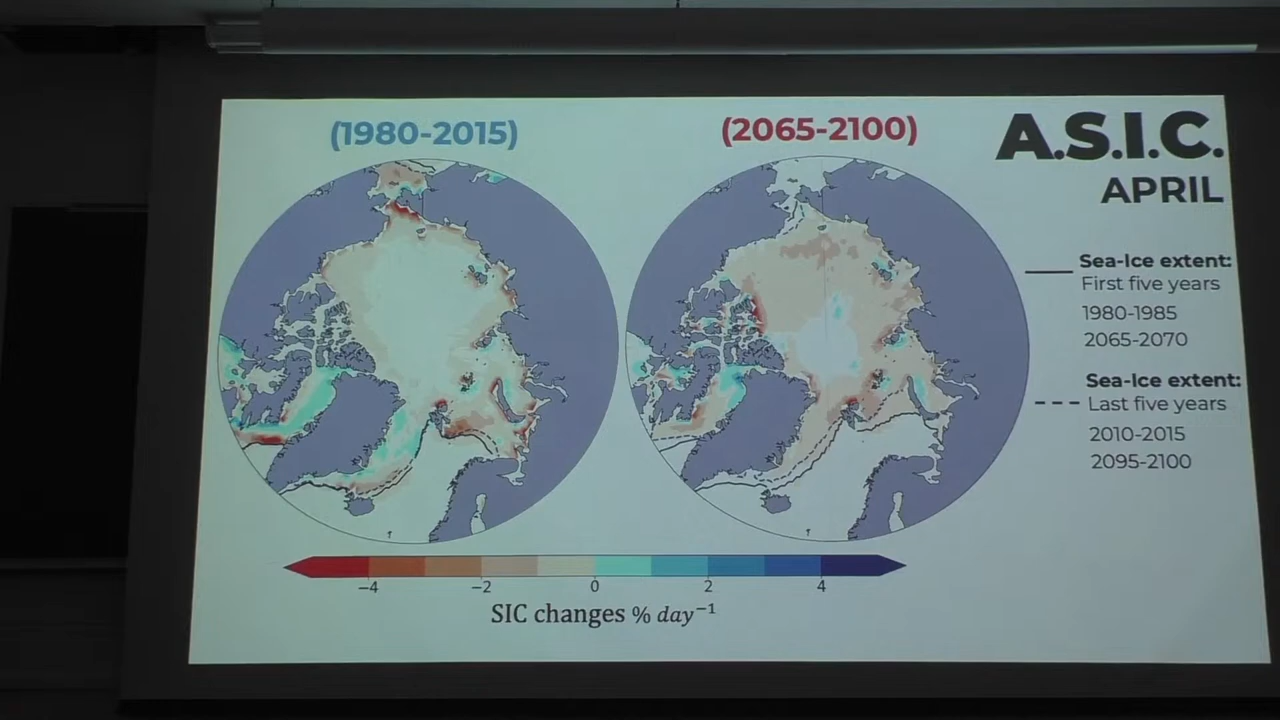 (1980-2015)
(2065-2100)
A.S.I.C.
APRIL
Sea-Ice extent:
First five years
1980-1985
2065-2070
Sea-Ice extent:
Last five years
2010-2015
2095-2100
−4 −2 0 2 4
SIC changes % day⁻¹